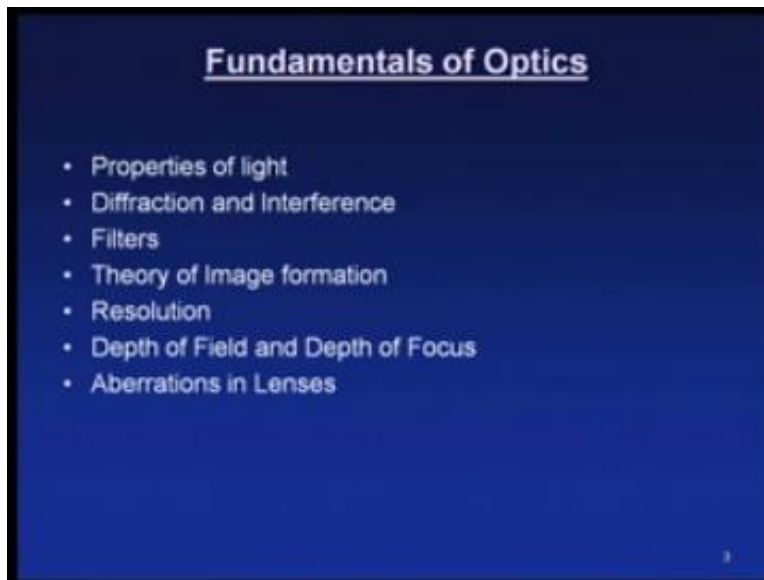 Fundamentals of Optics
• Properties of light
• Diffraction and Interference
• Filters
• Theory of Image formation
• Resolution
• Depth of Field and Depth of Focus
• Aberrations in Lenses
3